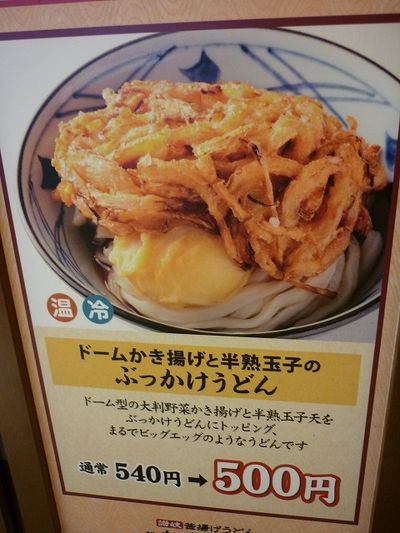 温 冷
ドームかき揚げと半熟玉子の
ぶっかけうどん
ドーム型の大判野菜かき揚げと半熟玉子天を
ぶっかけうどんにトッピング。
まるでビッグエッグのようなうどんです
通常 540円 → 500円
讃岐 釜揚げうどん